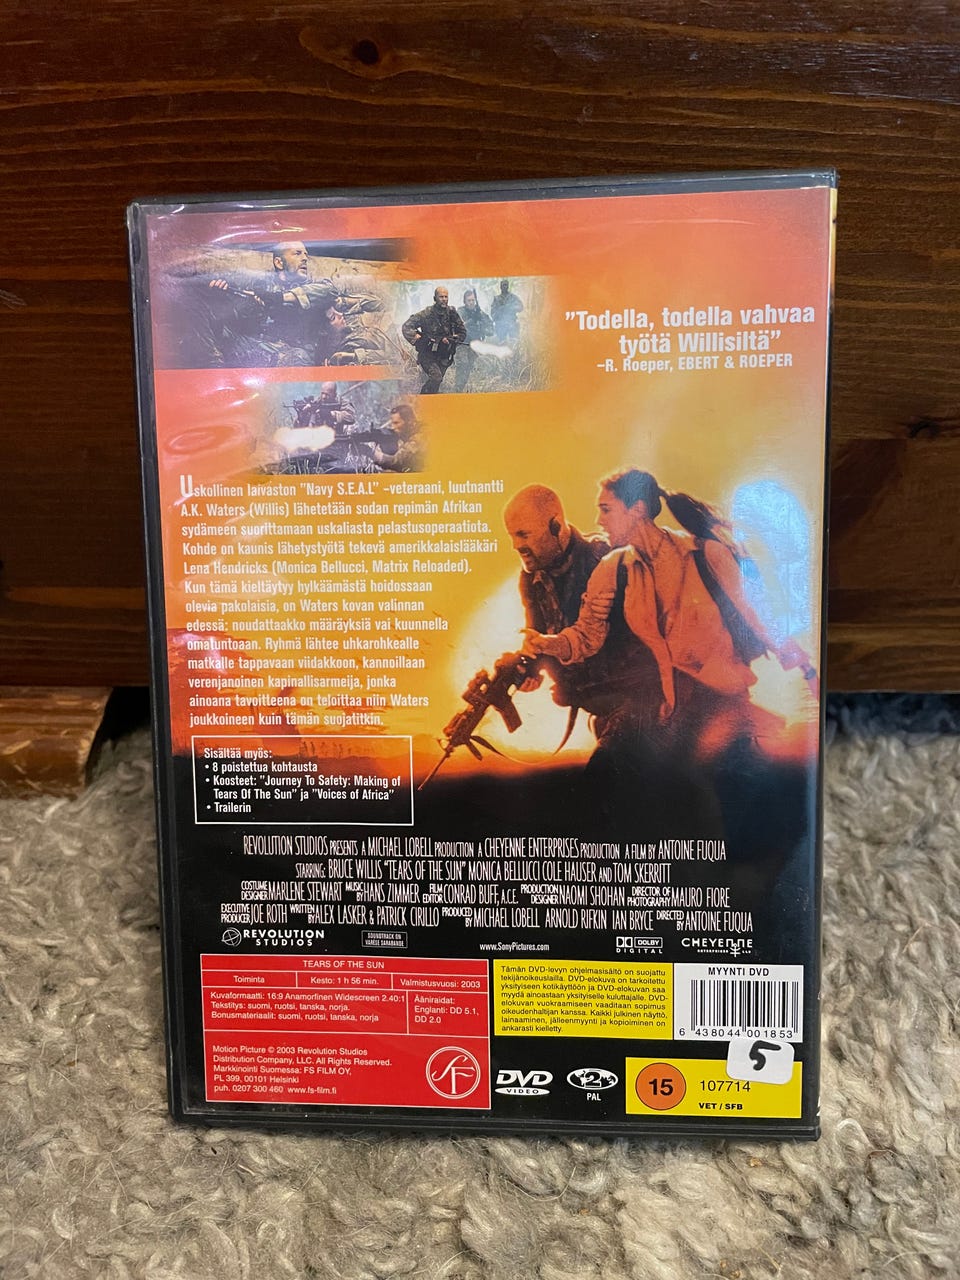 "Todella, todella vahvaa
työtä Willisiltä"
–R. Roeper, EBERT & ROEPER
Uskollinen laivaston "Navy S.E.A.L" –veteraani, luutnantti
A.K. Waters (Willis) lähetetään sodan repimän Afrikan
sydämeen suorittamaan uskaliasta pelastusoperaatiota.
Kohde on kaunis lähetystyötä tekevä amerikkalaislääkäri
Lena Hendricks (Monica Bellucci, Matrix Reloaded).
Kun tämä kieltäytyy hylkäämästä hoidossaan
olevia pakolaisia, on Waters kovan valinnan
edessä: noudattaako määräyksiä vai kuunnella
omatuntoaan. Ryhmä lähtee uhkarohkealle
matkalle tappavaan viidakkoon, kannoillaan
verenjanoinen kapinallisarmeija, jonka
ainoana tavoitteena on teloittaa niin Waters
joukkoineen kuin tämän suojatitkin.
Sisältää myös:
• 8 poistettua kohtausta
• Koosteet: "Journey To Safety: Making of
Tears Of The Sun" ja "Voices of Africa"
• Trailerin
REVOLUTION STUDIOS PRESENTS A MICHAEL LOBELL PRODUCTION A CHEYENNE ENTERPRISES PRODUCTION A FILM BY ANTOINE FUQUA
STARRING: BRUCE WILLIS "TEARS OF THE SUN" MONICA BELLUCCI COLE HAUSER AND TOM SKERRITT
COSTUME DESIGNER MARLENE STEWART MUSIC BY HANS ZIMMER FILM EDITOR CONRAD BUFF, A.C.E. PRODUCTION DESIGNER NAOMI SHOHAN DIRECTOR OF PHOTOGRAPHY MAURO FIORE
EXECUTIVE PRODUCER JOE ROTH WRITTEN BY ALEX LASKER & PATRICK CIRILLO PRODUCED BY MICHAEL LOBELL ARNOLD RIFKIN IAN BRYCE DIRECTED BY ANTOINE FUQUA
REVOLUTION
STUDIOS
SOUNDTRACK ON
VARÈSE SARABANDE
www.SonyPictures.com
DOLBY
DIGITAL
CHEYENNE
ENTERPRISES LLC
TEARS OF THE SUN
Toiminta
Kesto: 1 h 56 min.
Valmistusvuosi: 2003
Kuvaformaatti: 16:9 Anamorfinen Widescreen 2.40:1
Tekstitys: suomi, ruotsi, tanska, norja
Bonusmateriaalit: suomi, ruotsi, tanska, norja
Ääniraidat:
Englanti: DD 5.1,
DD 2.0
Motion Picture © 2003 Revolution Studios
Distribution Company, LLC. All Rights Reserved.
Markkinointi Suomessa: FS FILM OY,
PL 399, 00101 Helsinki
puh. 0207 300 460 www.fs-film.fi
SF
Tämän DVD-levyn ohjelmasisältö on suojattu
tekijänoikeuslailla. DVD-elokuva on tarkoitettu
yksityiseen kotikäyttöön ja DVD-elokuvan saa
myydä ainoastaan yksityiselle kuluttajalle. DVD-
elokuvan vuokraamiseen vaaditaan sopimus
oikeudenhaltijan kanssa. Kaikki julkinen näyttö,
lainaaminen, jälleenmyynti ja kopioiminen on
ankarasti kielletty.
MYYNTI DVD
6 438044 001853
5
DVD
VIDEO
2
PAL
15
107714
VET / SFB